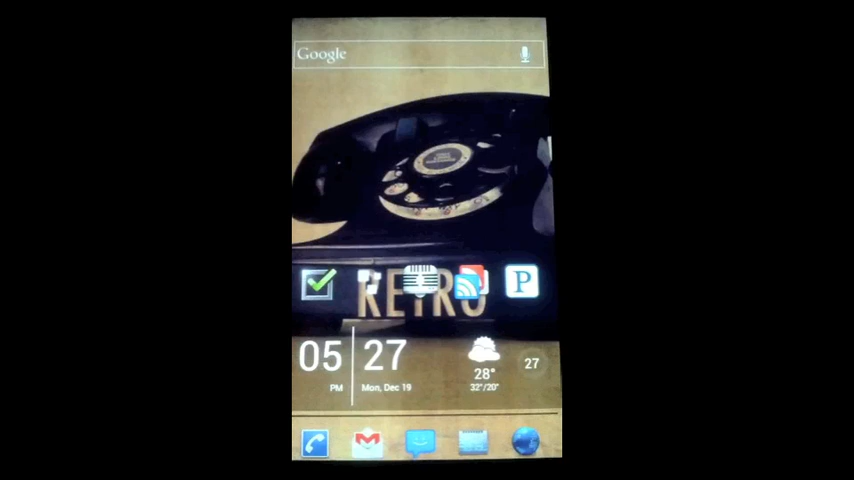 Google
RETRO
P
05 27
PM Mon, Dec 19
28°
32°/20°
27